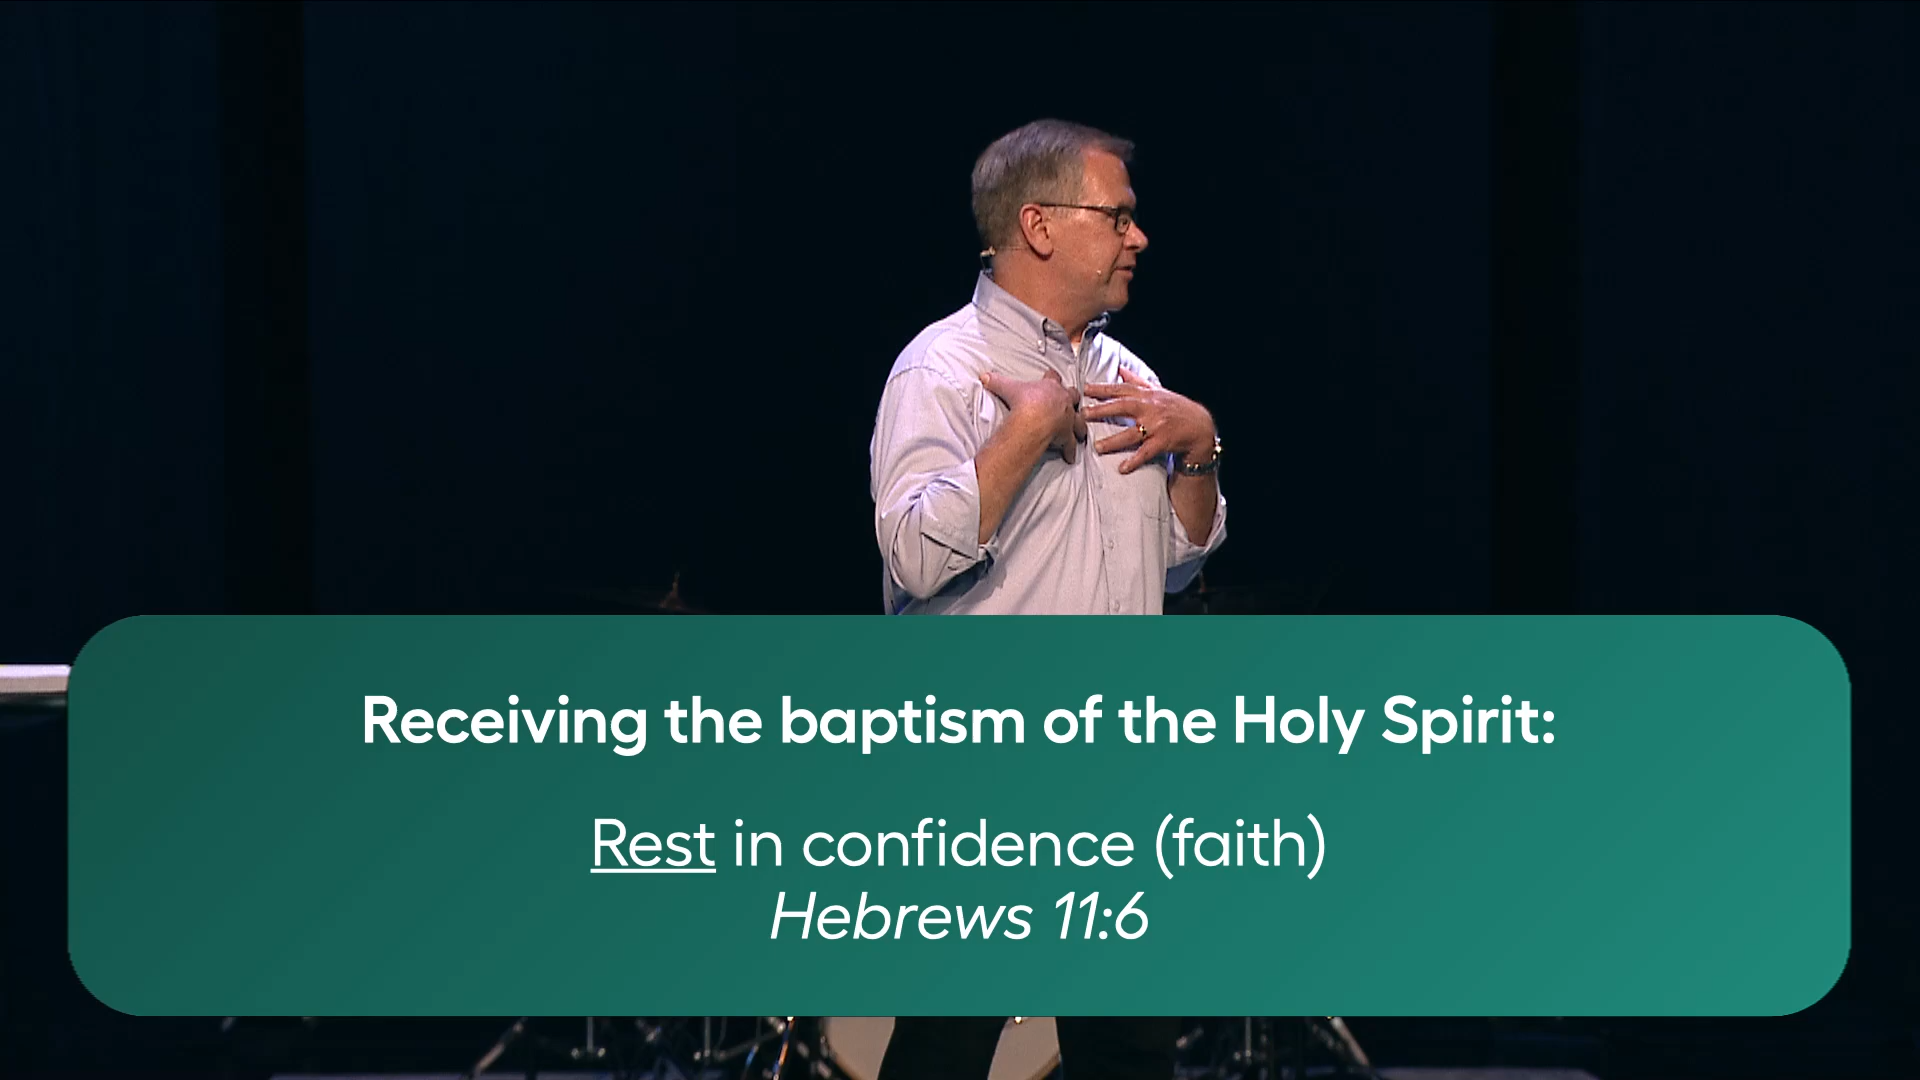 Receiving the baptism of the Holy Spirit:
Rest in confidence (faith)
Hebrews 11:6